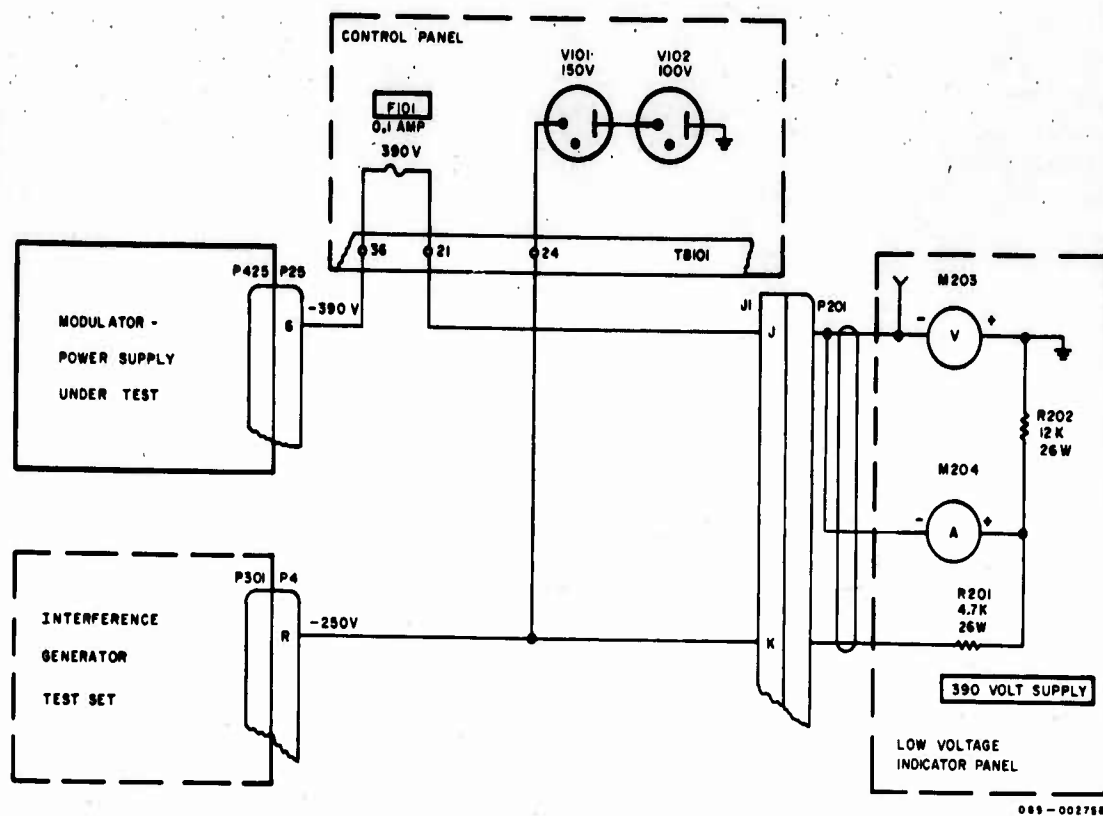 CONTROL PANEL
V101
150V
V102
100V
F101
0.1 AMP
390 V
36
21
24
TB101
P425 P25
-390 V
6
MODULATOR -
POWER SUPPLY
UNDER TEST
J1
P201
J
M203
-
+
V
R202
12 K
26 W
M204
-
+
A
P301 P4
INTERFERENCE
GENERATOR
TEST SET
-250V
R
K
R201
4.7K
26W
390 VOLT SUPPLY
LOW VOLTAGE
INDICATOR PANEL